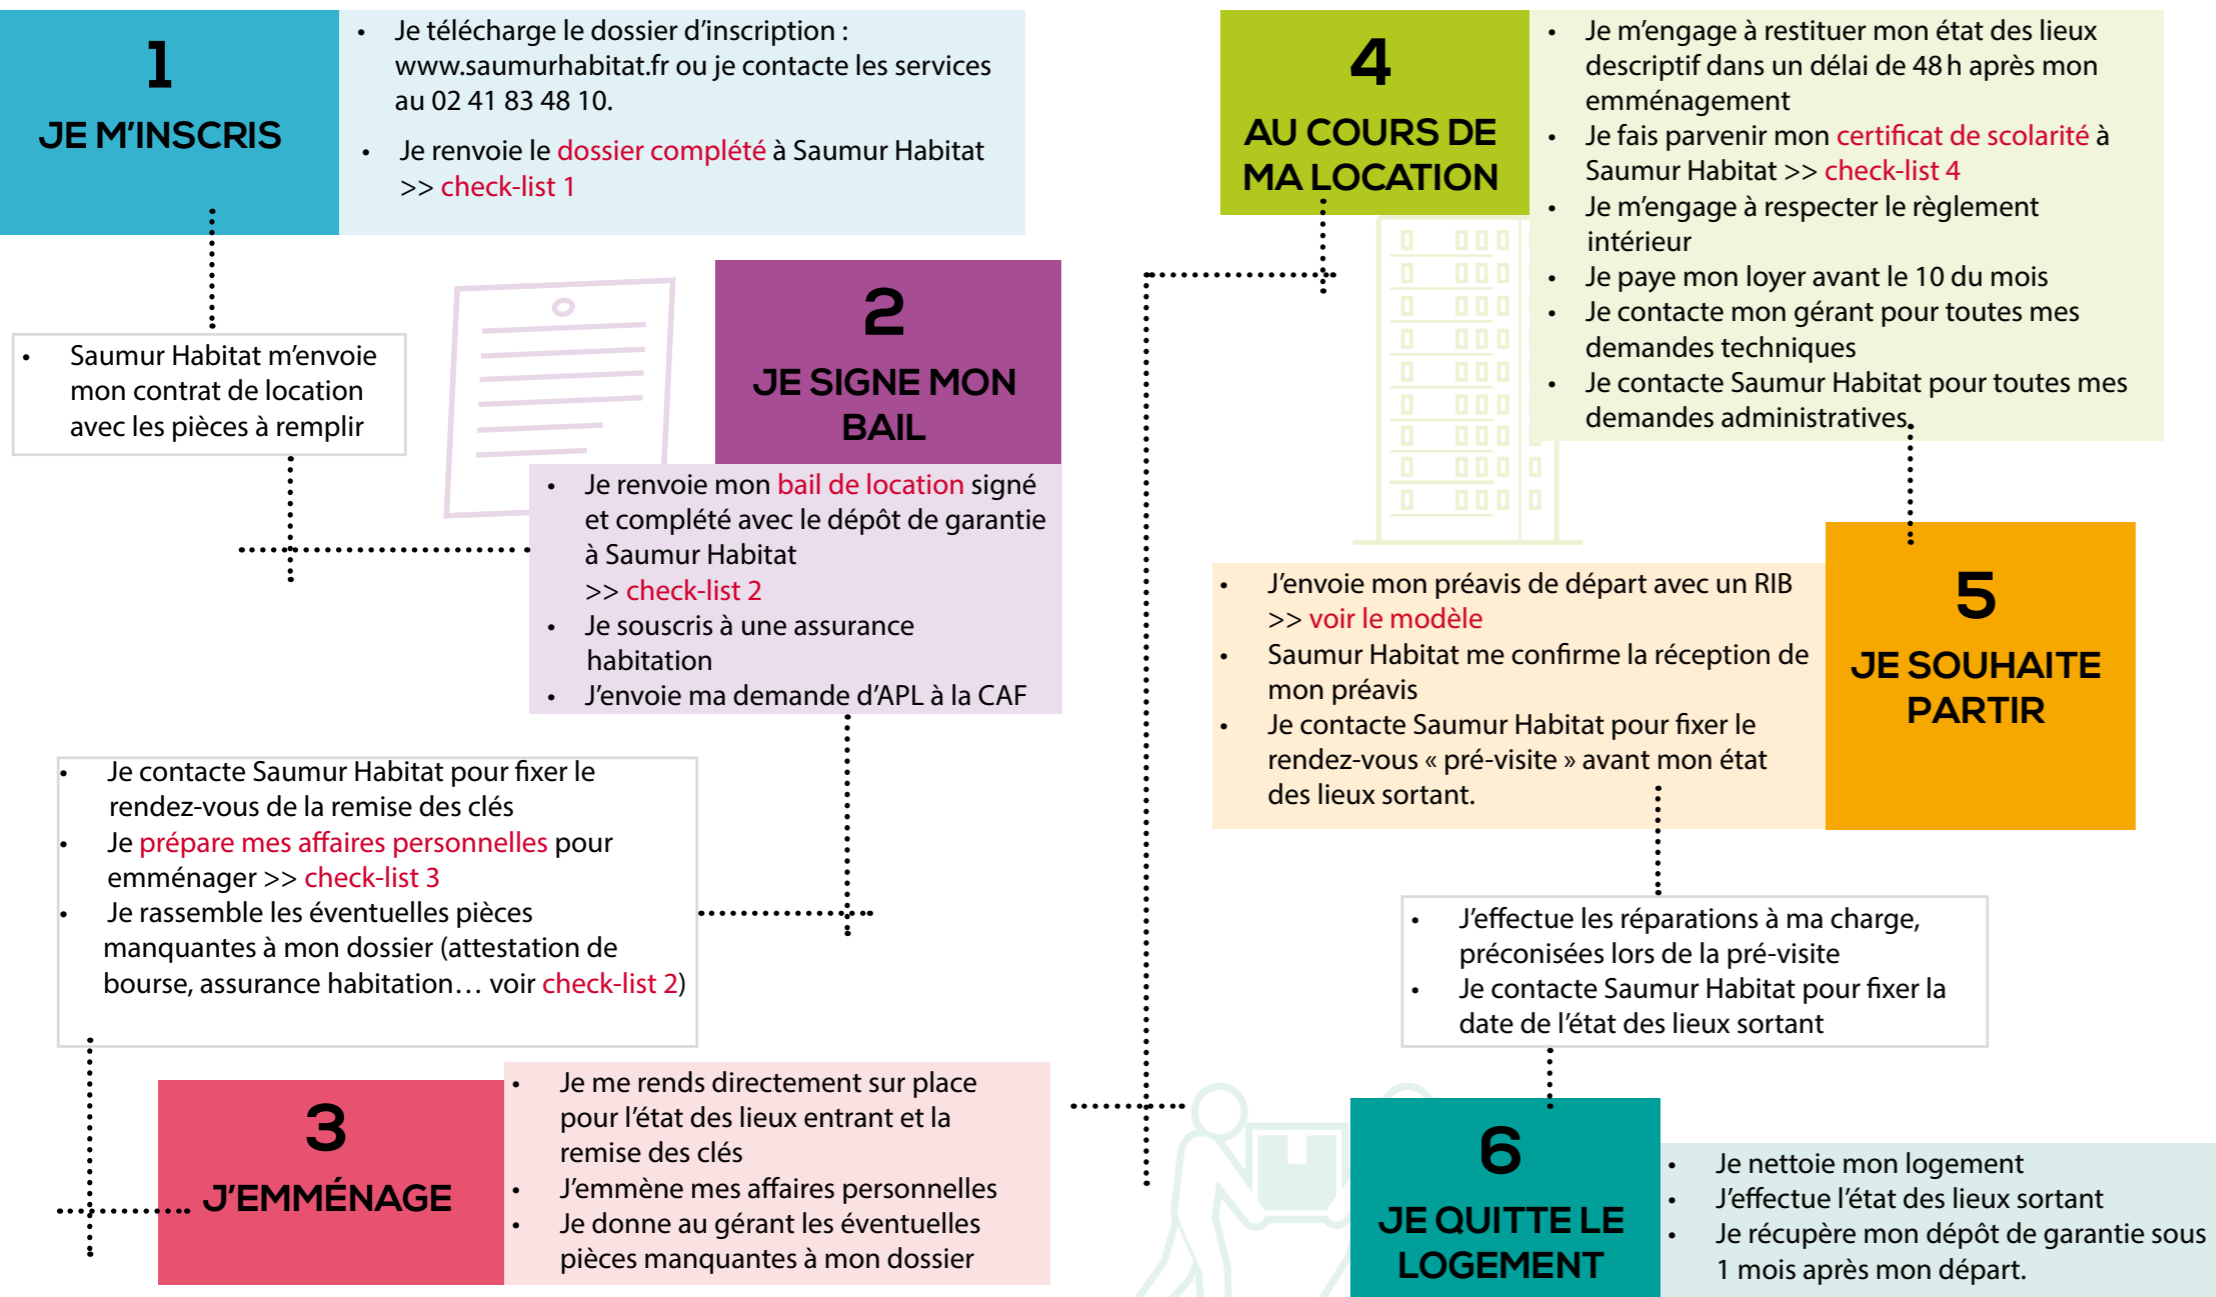 1
JE M'INSCRIS
• Je télécharge le dossier d'inscription :
www.saumurhabitat.fr ou je contacte les services
au 02 41 83 48 10.
• Je renvoie le dossier complété à Saumur Habitat
>> check-list 1
• Saumur Habitat m'envoie
mon contrat de location
avec les pièces à remplir
2
JE SIGNE MON
BAIL
• Je renvoie mon bail de location signé
et complété avec le dépôt de garantie
à Saumur Habitat
>> check-list 2
• Je souscris à une assurance
habitation
• J'envoie ma demande d'APL à la CAF
• Je contacte Saumur Habitat pour fixer le
rendez-vous de la remise des clés
• Je prépare mes affaires personnelles pour
emménager >> check-list 3
• Je rassemble les éventuelles pièces
manquantes à mon dossier (attestation de
bourse, assurance habitation… voir check-list 2)
3
J'EMMÉNAGE
• Je me rends directement sur place
pour l'état des lieux entrant et la
remise des clés
• J'emmène mes affaires personnelles
• Je donne au gérant les éventuelles
pièces manquantes à mon dossier
4
AU COURS DE
MA LOCATION
• Je m'engage à restituer mon état des lieux
descriptif dans un délai de 48 h après mon
emménagement
• Je fais parvenir mon certificat de scolarité à
Saumur Habitat >> check-list 4
• Je m'engage à respecter le règlement
intérieur
• Je paye mon loyer avant le 10 du mois
• Je contacte mon gérant pour toutes mes
demandes techniques
• Je contacte Saumur Habitat pour toutes mes
demandes administratives.
5
JE SOUHAITE
PARTIR
• J'envoie mon préavis de départ avec un RIB
>> voir le modèle
• Saumur Habitat me confirme la réception de
mon préavis
• Je contacte Saumur Habitat pour fixer le
rendez-vous « pré-visite » avant mon état
des lieux sortant.
• J'effectue les réparations à ma charge,
préconisées lors de la pré-visite
• Je contacte Saumur Habitat pour fixer la
date de l'état des lieux sortant
6
JE QUITTE LE
LOGEMENT
• Je nettoie mon logement
• J'effectue l'état des lieux sortant
• Je récupère mon dépôt de garantie sous
1 mois après mon départ.